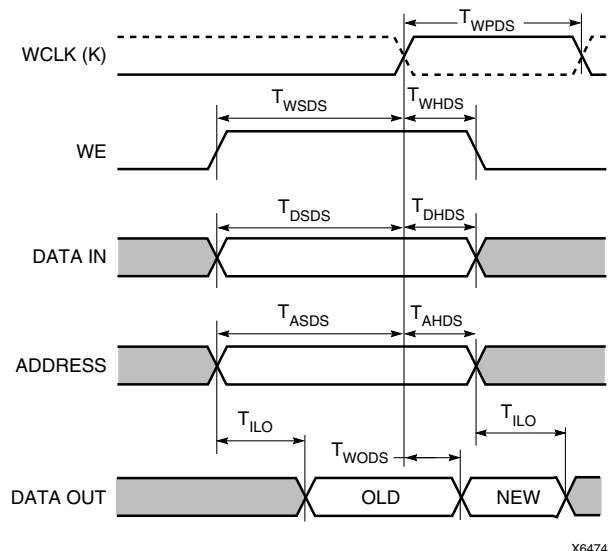 TWPDS
WCLK (K)
TWSDS TWHDS
WE
TDSDS TDHDS
DATA IN
TASDS TAHDS
ADDRESS
TILO TILO
TWODS
DATA OUT OLD NEW
X6474